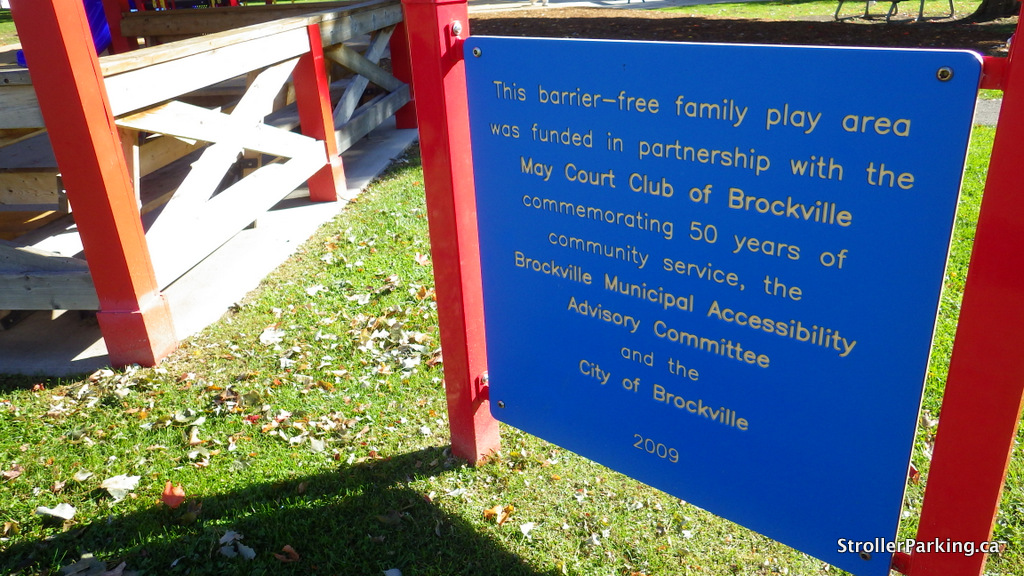 This barrier-free family play area
was funded in partnership with the
May Court Club of Brockville
commemorating 50 years of
community service, the
Brockville Municipal Accessibility
Advisory Committee
and the
City of Brockville
2009
StrollerParking.ca